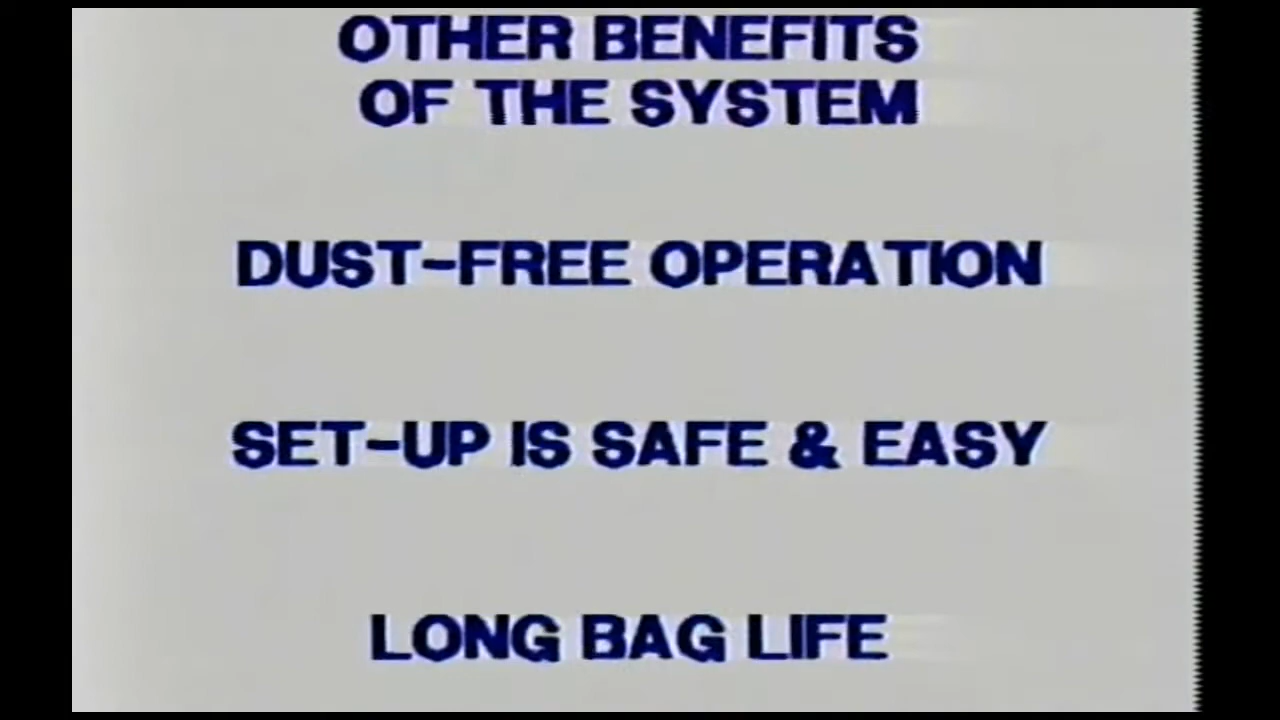 OTHER BENEFITS
OF THE SYSTEM
DUST-FREE OPERATION
SET-UP IS SAFE & EASY
LONG BAG LIFE